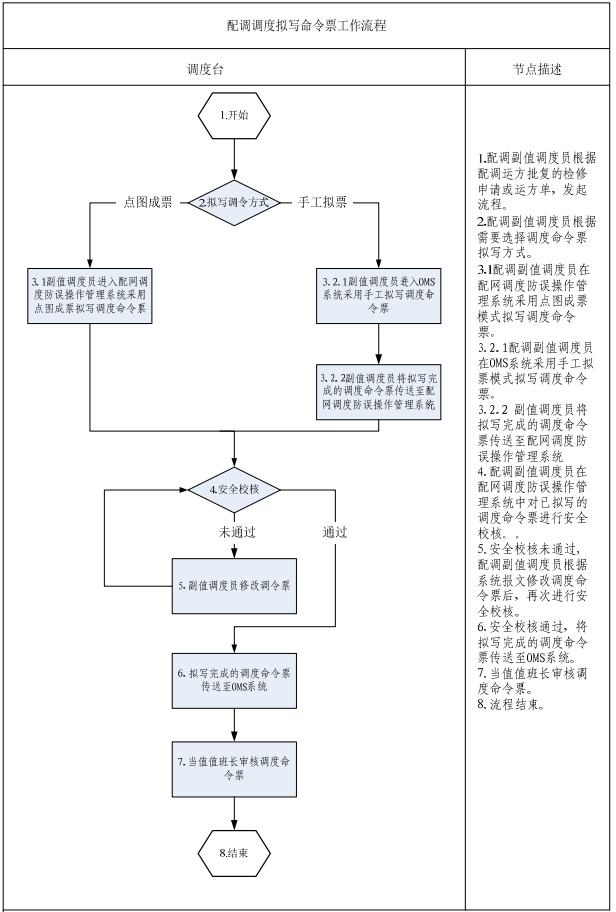 配调调度拟写命令票工作流程
调度台
节点描述
1.开始
2.拟写调令方式
点图成票
手工拟票
3.1副值调度员进入配网调
度防误操作管理系统采用
点图成票拟写调度命令票
3.2.1副值调度员进入OMS
系统采用手工拟写调度命
令票
3.2.2副值调度员将拟写完
成的调度命令票传送至配
网调度防误操作管理系统
4.安全校核
未通过
通过
5.副值调度员修改调令票
6.拟写完成的调度命令票
传送至OMS系统
7.当值值班长审核调度命
令票
8.结束
1.配调副值调度员根据
配调运方批复的检修
申请或运方单，发起
流程。
2.配调副值调度员根据
需要选择调度命令票
拟写方式。
3.1配调副值调度员在
配网调度防误操作管
理系统采用点图成票
模式拟写调度命令
票。
3.2.1配调副值调度员
在OMS系统采用手工拟
票模式拟写调度命令
票。
3.2.2 副值调度员将
拟写完成的调度命令
票传送至配网调度防
误操作管理系统
4.配调副值调度员在
配网调度防误操作管
理系统中对已拟写的
调度命令票进行安全
校核。。
5.安全校核未通过，
配调副值调度员根据
系统报文修改调度命
令票后，再次进行安
全校核。
6.安全校核通过，将
拟写完成的调度命令
票传送至OMS系统。
7.当值值班长审核调
度命令票。
8.流程结束。